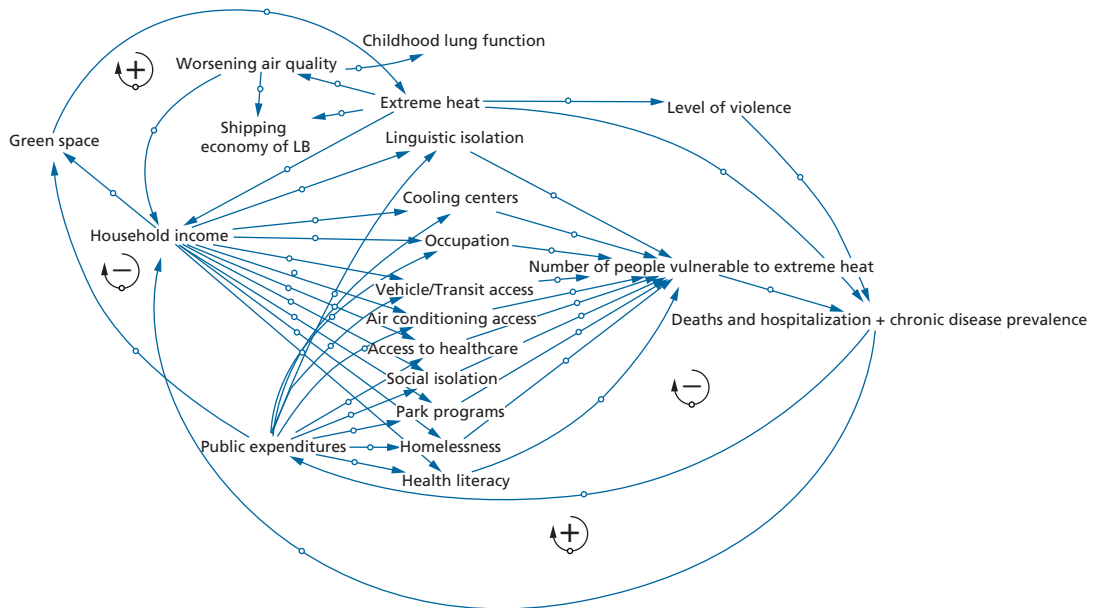 Childhood lung function
Worsening air quality
+
Extreme heat
Level of violence
Shipping
economy of LB
Green space
Linguistic isolation
Cooling centers
Household income
Occupation
−
Number of people vulnerable to extreme heat
Vehicle/Transit access
Air conditioning access
Deaths and hospitalization + chronic disease prevalence
Access to healthcare
Social isolation
−
Park programs
Public expenditures
Homelessness
Health literacy
+